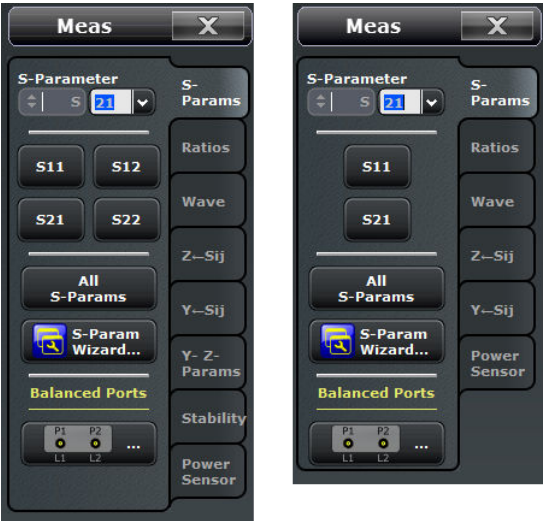 Meas X
S-Parameter
S 21
S11 S12
S21 S22
All
S-Params
S-Param
Wizard...
Balanced Ports
P1 P2
...
L1 L2
S-
Params
Ratios
Wave
Z←Sij
Y←Sij
Y- Z-
Params
Stability
Power
Sensor
Meas X
S-Parameter
S 21
S11
S21
All
S-Params
S-Param
Wizard...
Balanced Ports
P1 P2
...
L1 L2
S-
Params
Ratios
Wave
Z←Sij
Y←Sij
Power
Sensor